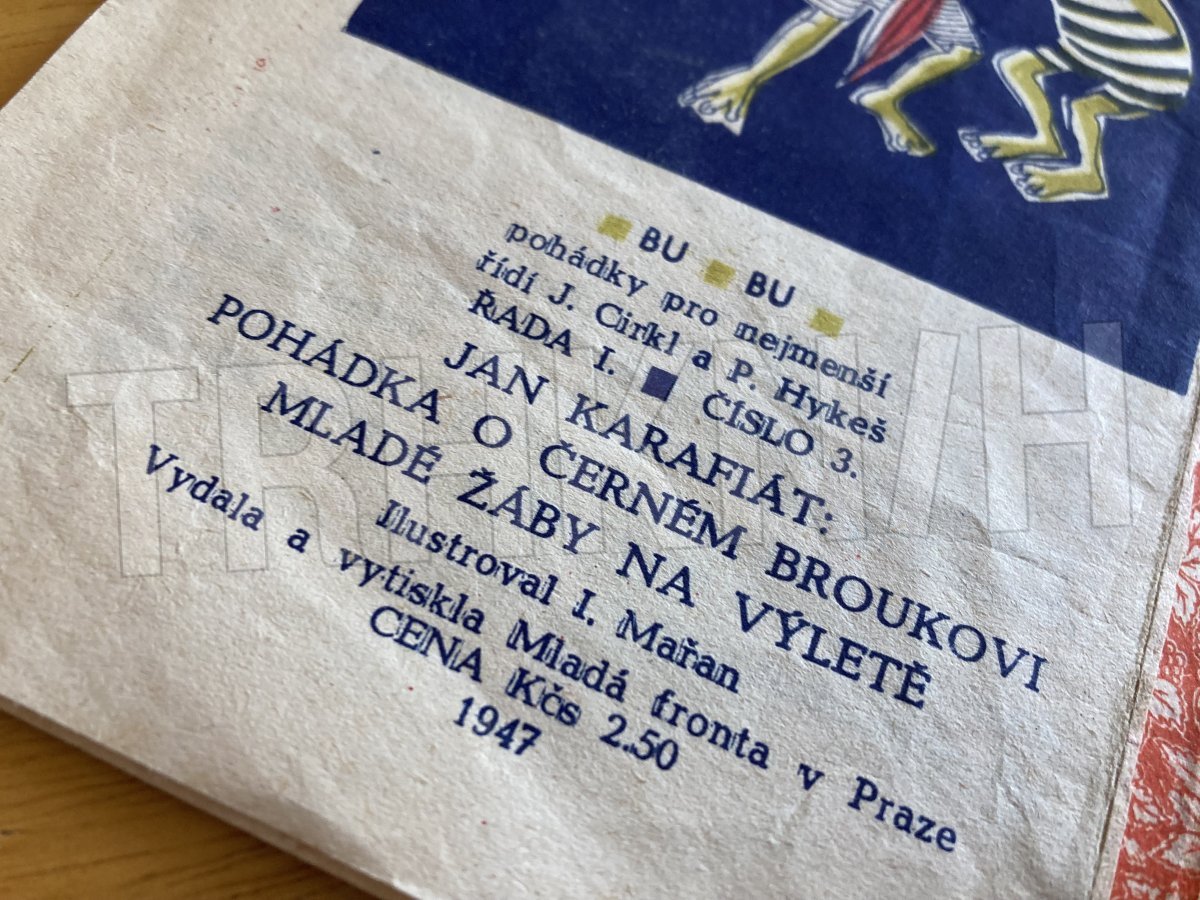 BU BU
pohádky pro nejmenší
řídí J. Cirkl a P. Hykeš
ŘADA I. ČÍSLO 3.
JAN KARAFIÁT:
POHÁDKA O ČERNÉM BROUKOVI
MLADÉ ŽÁBY NA VÝLETĚ
Ilustroval I. Mařan
Vydala a vytiskla Mladá fronta v Praze
CENA Kčs 2.50
1947